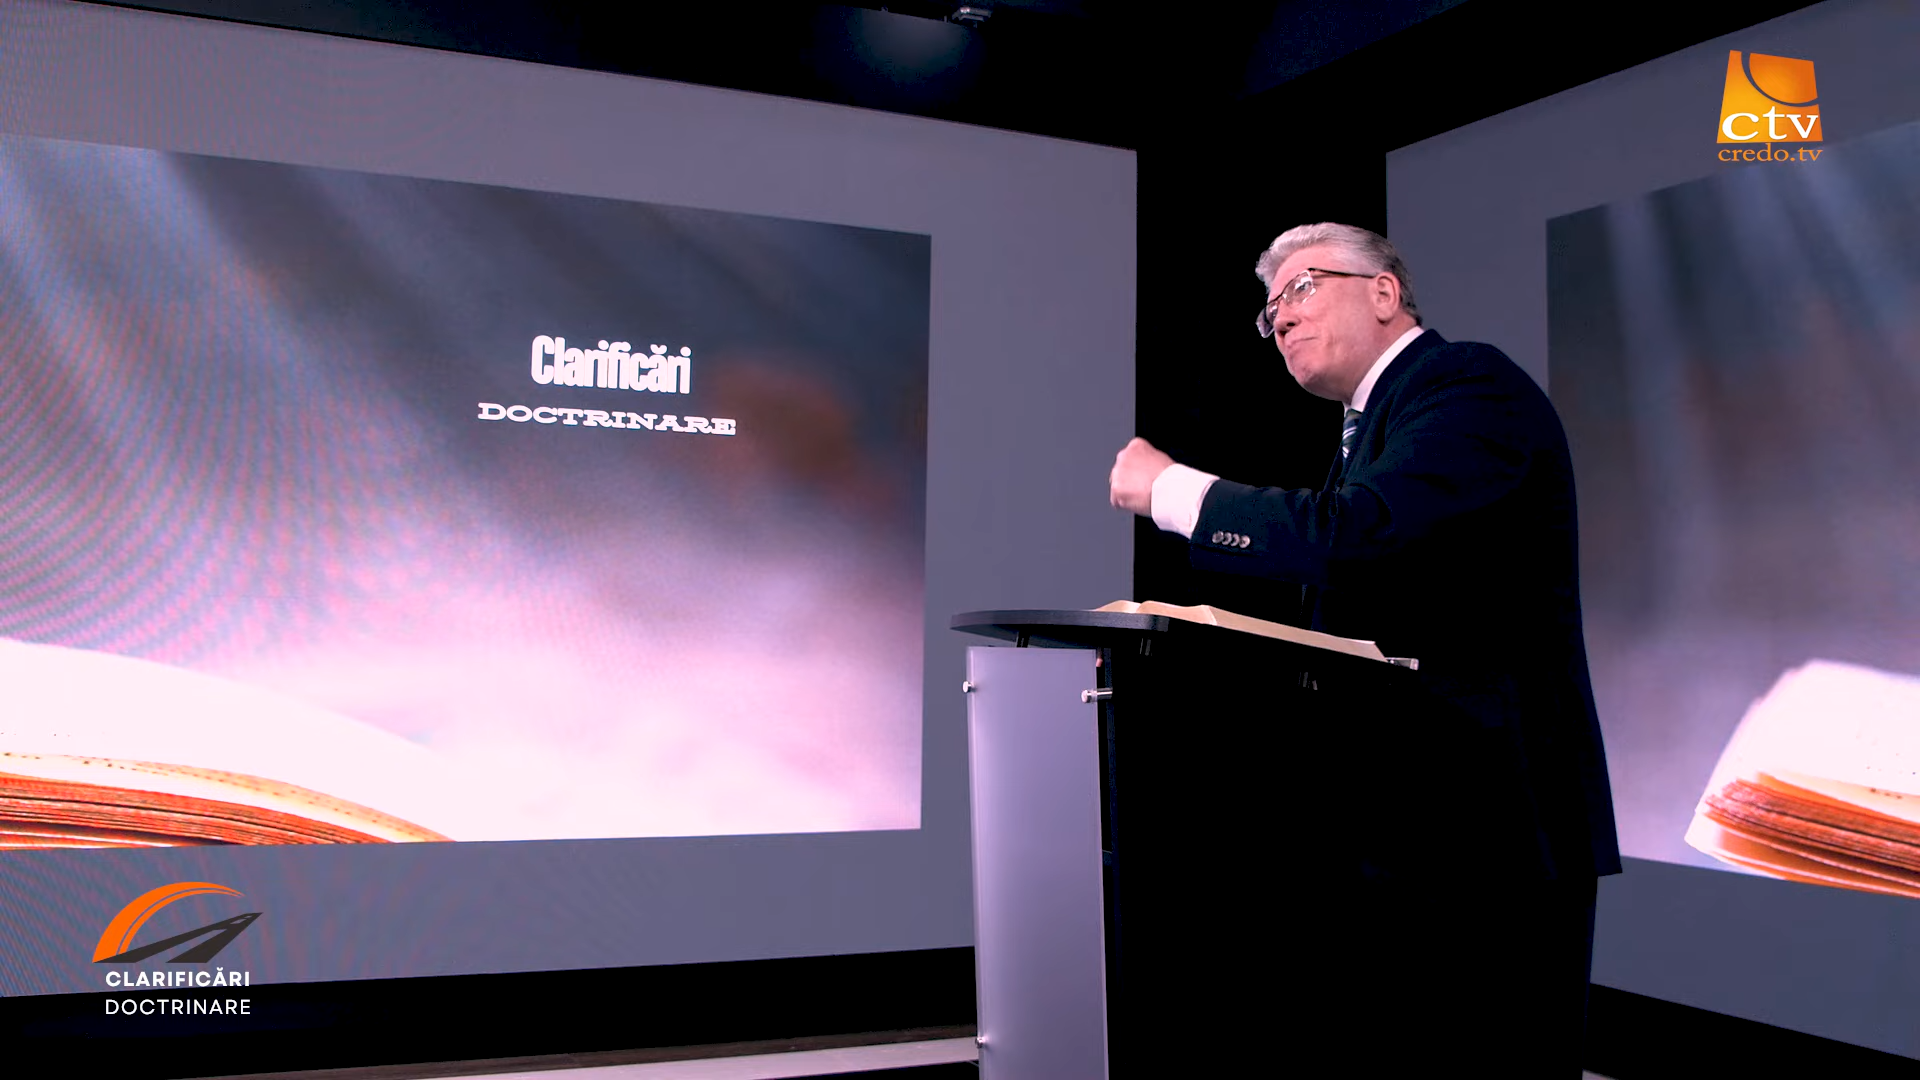 ctv
credo.tv
Clarificări
DOCTRINARE
CLARIFICĂRI
DOCTRINARE